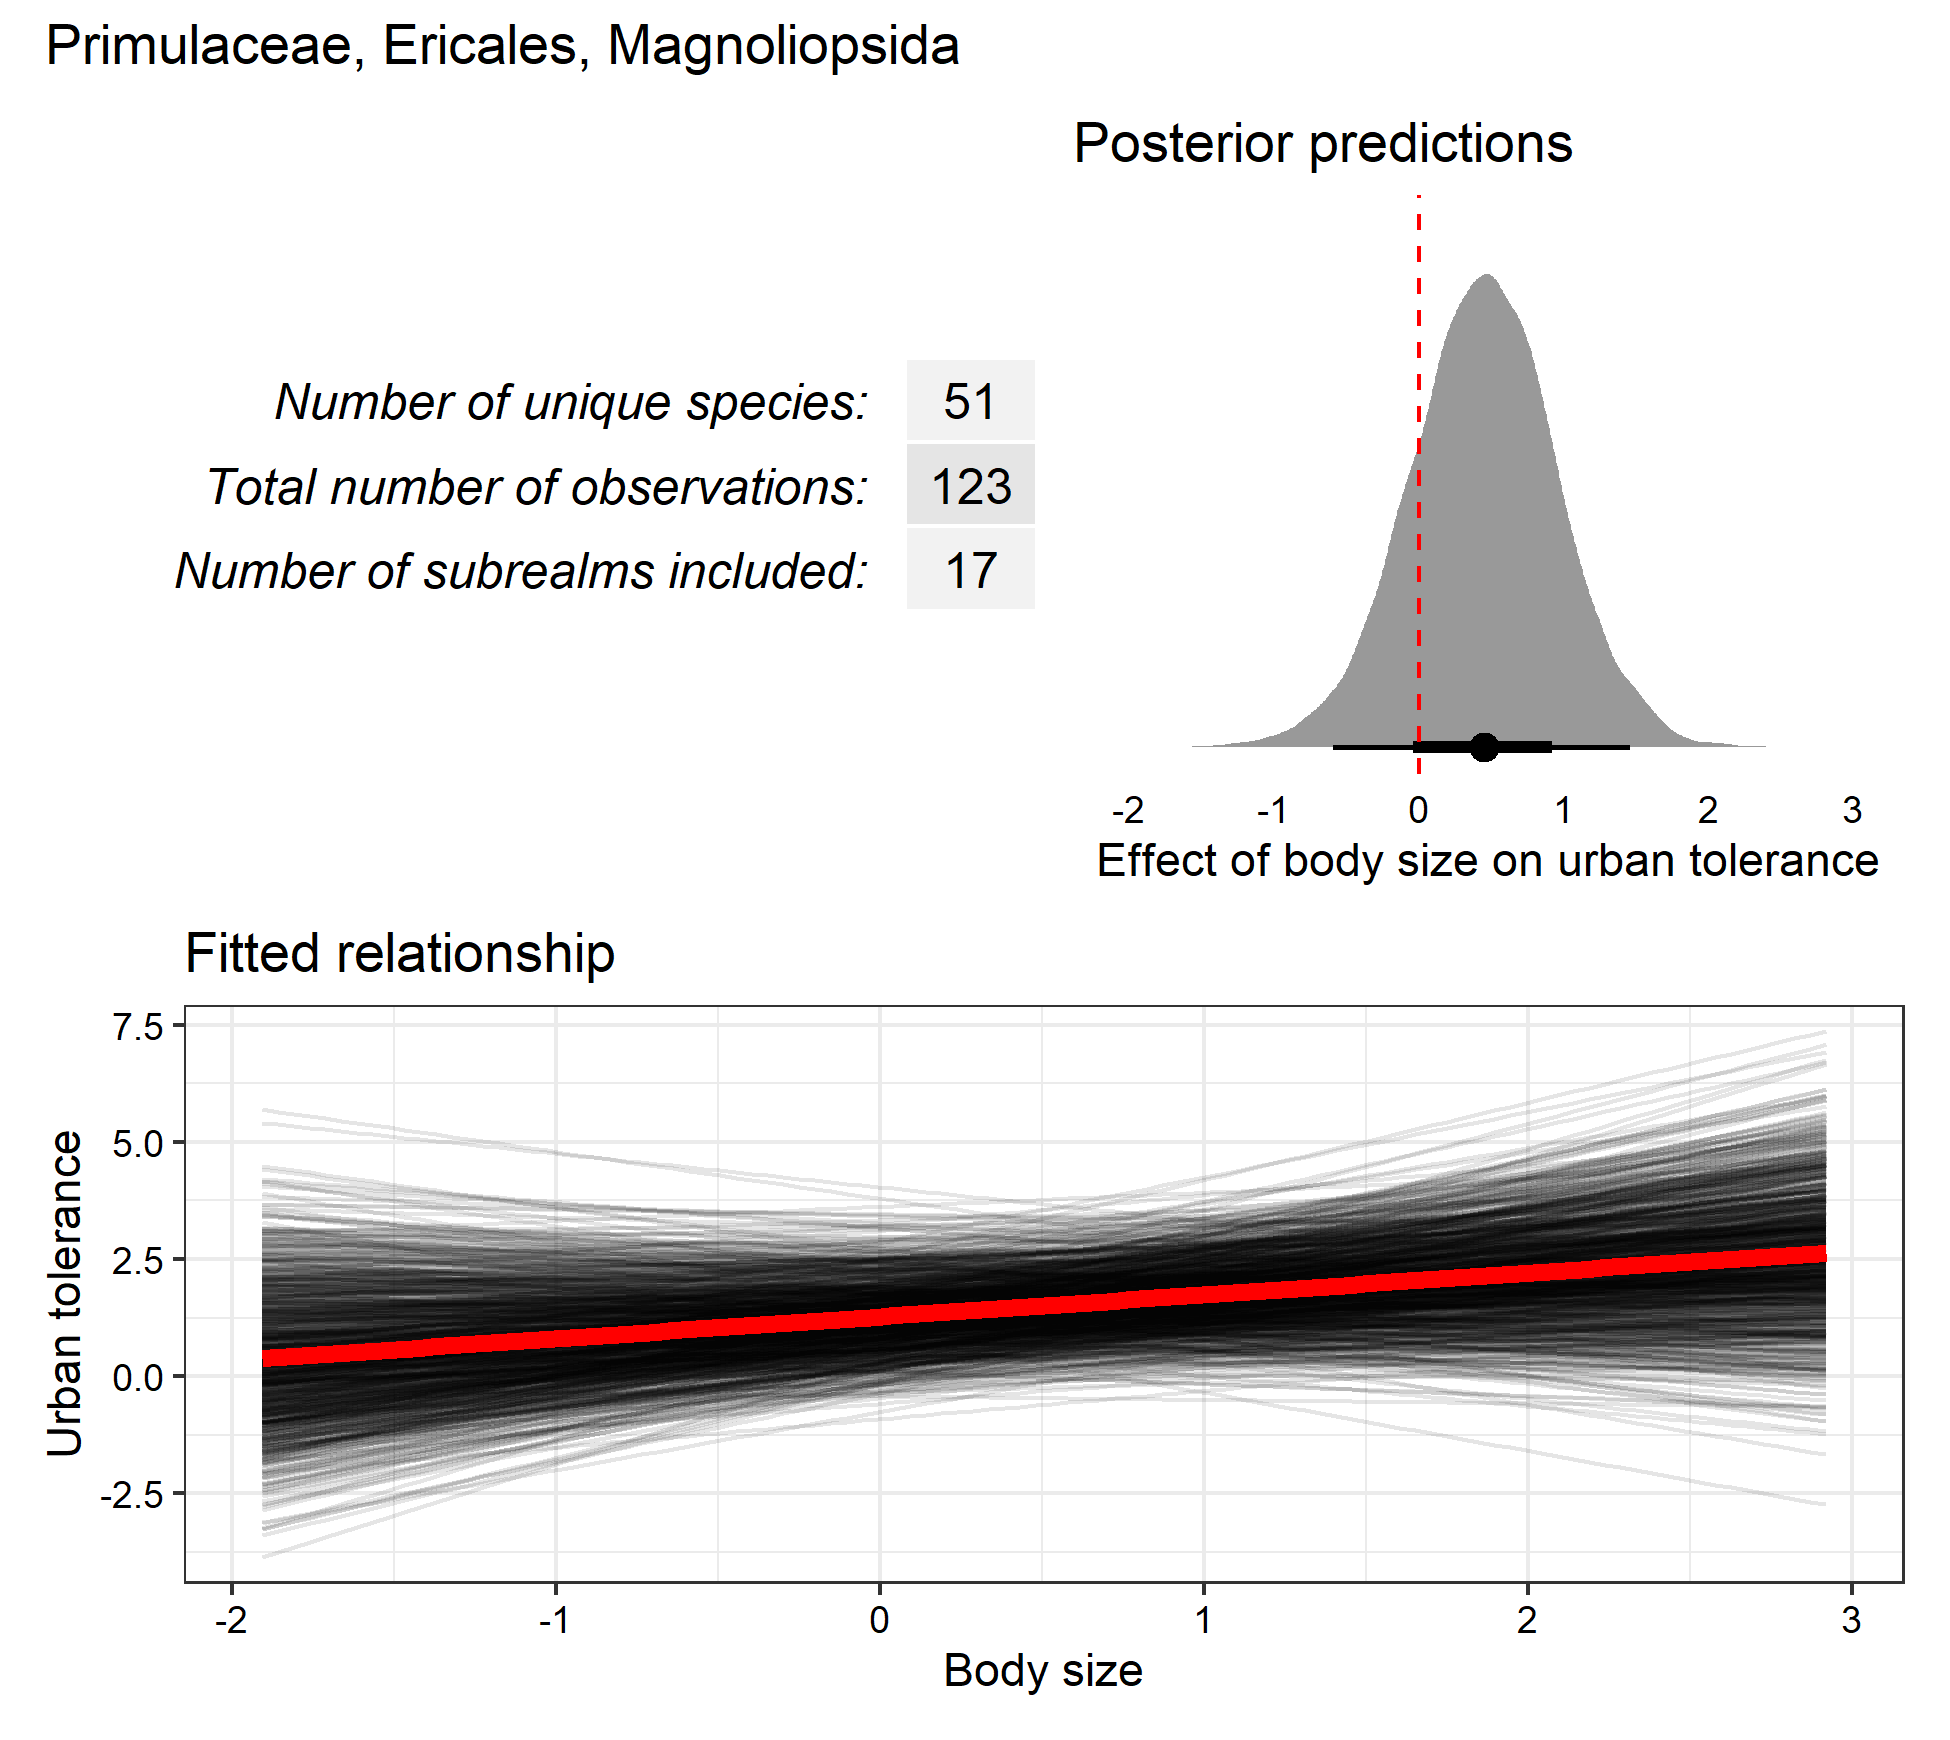 Primulaceae, Ericales, Magnoliopsida
Posterior predictions
Number of unique species: 51
Total number of observations: 123
Number of subrealms included: 17
-2 -1 0 1 2 3
Effect of body size on urban tolerance
Fitted relationship
7.5
5.0
2.5
0.0
-2.5
Urban tolerance
-2 -1 0 1 2 3
Body size